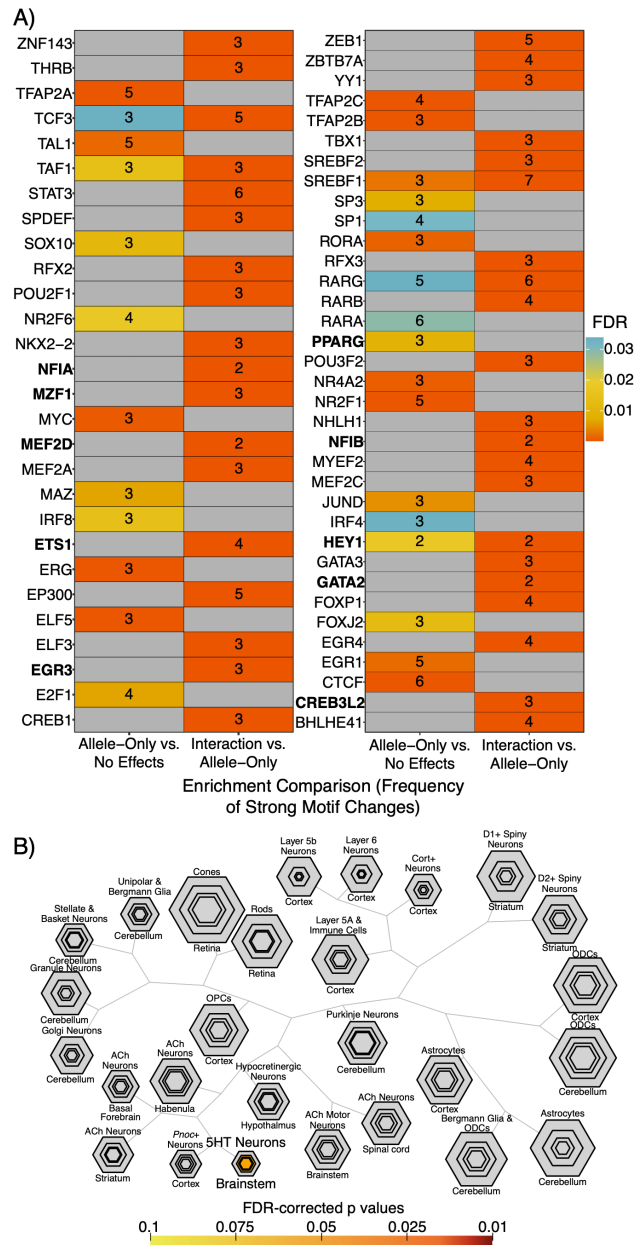 A)
ZNF143 3
THRB 3
TFAP2A 5
TCF3 3 5
TAL1 5
TAF1 3 3
STAT3 6
SPDEF 3
SOX10 3
RFX2 3
POU2F1 3
NR2F6 4
NKX2-2 3
NFIA 2
MZF1 3
MYC 3
MEF2D 2
MEF2A 3
MAZ 3
IRF8 3
ETS1 4
ERG 3
EP300 5
ELF5 3
ELF3 3
EGR3 3
E2F1 4
CREB1 3
Allele-Only vs. Interaction vs.
No Effects Allele-Only
ZEB1 5
ZBTB7A 4
YY1 3
TFAP2C 4
TFAP2B 3
TBX1 3
SREBF2 3
SREBF1 3 7
SP3 3
SP1 4
RORA 3
RFX3 3
RARG 5 6
RARB 4
RARA 6
PPARG 3
POU3F2 3
NR4A2 3
NR2F1 5
NHLH1 3
NFIB 2
MYEF2 4
MEF2C 3
JUND 3
IRF4 3
HEY1 2 2
GATA3 3
GATA2 2
FOXP1 4
FOXJ2 3
EGR4 4
EGR1 5
CTCF 6
CREB3L2 3
BHLHE41 4
Allele-Only vs. Interaction vs.
No Effects Allele-Only
FDR
0.03
0.02
0.01
Enrichment Comparison (Frequency
of Strong Motif Changes)
B)
Layer 5b
Neurons
Cortex
Layer 6
Neurons
Cortex
Cort+
Neurons
Cortex
D1+ Spiny
Neurons
Striatum
D2+ Spiny
Neurons
Striatum
Cones
Retina
Unipolar &
Bergmann Glia
Cerebellum
Rods
Retina
Stellate &
Basket Neurons
Cerebellum
Layer 5A &
Immune Cells
Cortex
Granule Neurons
Cerebellum
ODCs
Cortex
ODCs
Cerebellum
Golgi Neurons
Cerebellum
OPCs
Cortex
Purkinje Neurons
Cerebellum
ACh
Neurons
Basal
Forebrain
ACh
Neurons
Habenula
Hypocretinergic
Neurons
Hypothalmus
Astrocytes
Cortex
ACh Neurons
Striatum
Pnoc+
Neurons
Cortex
5HT Neurons
Brainstem
ACh Motor
Neurons
Brainstem
ACh Neurons
Spinal cord
Bergmann Glia &
ODCs
Cerebellum
Astrocytes
Cerebellum
FDR-corrected p values
0.1 0.075 0.05 0.025 0.01